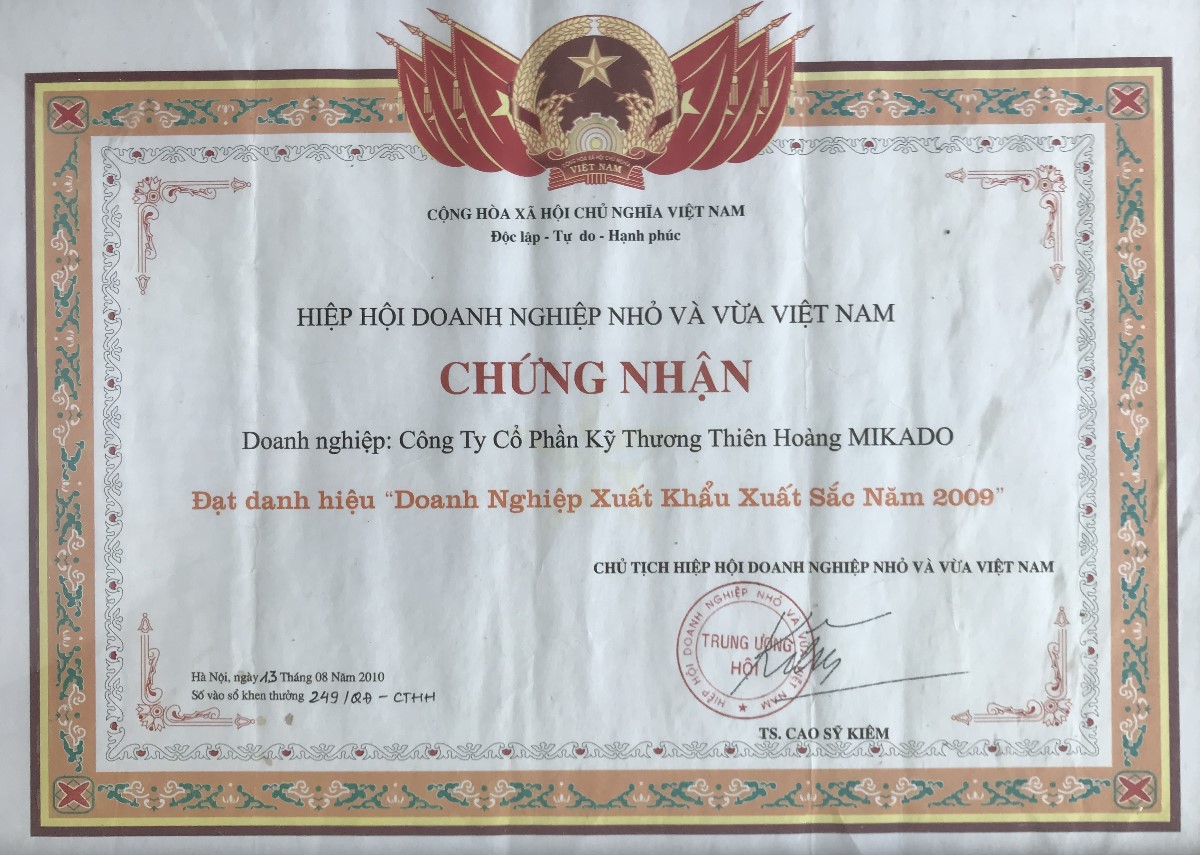 CỘNG HÒA XÃ HỘI CHỦ NGHĨA
VIỆT NAM
CỘNG HÒA XÃ HỘI CHỦ NGHĨA VIỆT NAM
Độc lập - Tự do - Hạnh phúc
HIỆP HỘI DOANH NGHIỆP NHỎ VÀ VỪA VIỆT NAM
CHỨNG NHẬN
Doanh nghiệp: Công Ty Cổ Phần Kỹ Thương Thiên Hoàng MIKADO
Đạt danh hiệu “Doanh Nghiệp Xuất Khẩu Xuất Sắc Năm 2009”
CHỦ TỊCH HIỆP HỘI DOANH NGHIỆP NHỎ VÀ VỪA VIỆT NAM
HIỆP HỘI DOANH NGHIỆP NHỎ VÀ VỪA VIỆT NAM
TRUNG ƯƠNG
HỘI
Hà Nội, ngày 13 Tháng 08 Năm 2010
Số vào sổ khen thưởng 249/QĐ - CTHH
TS. CAO SỸ KIÊM